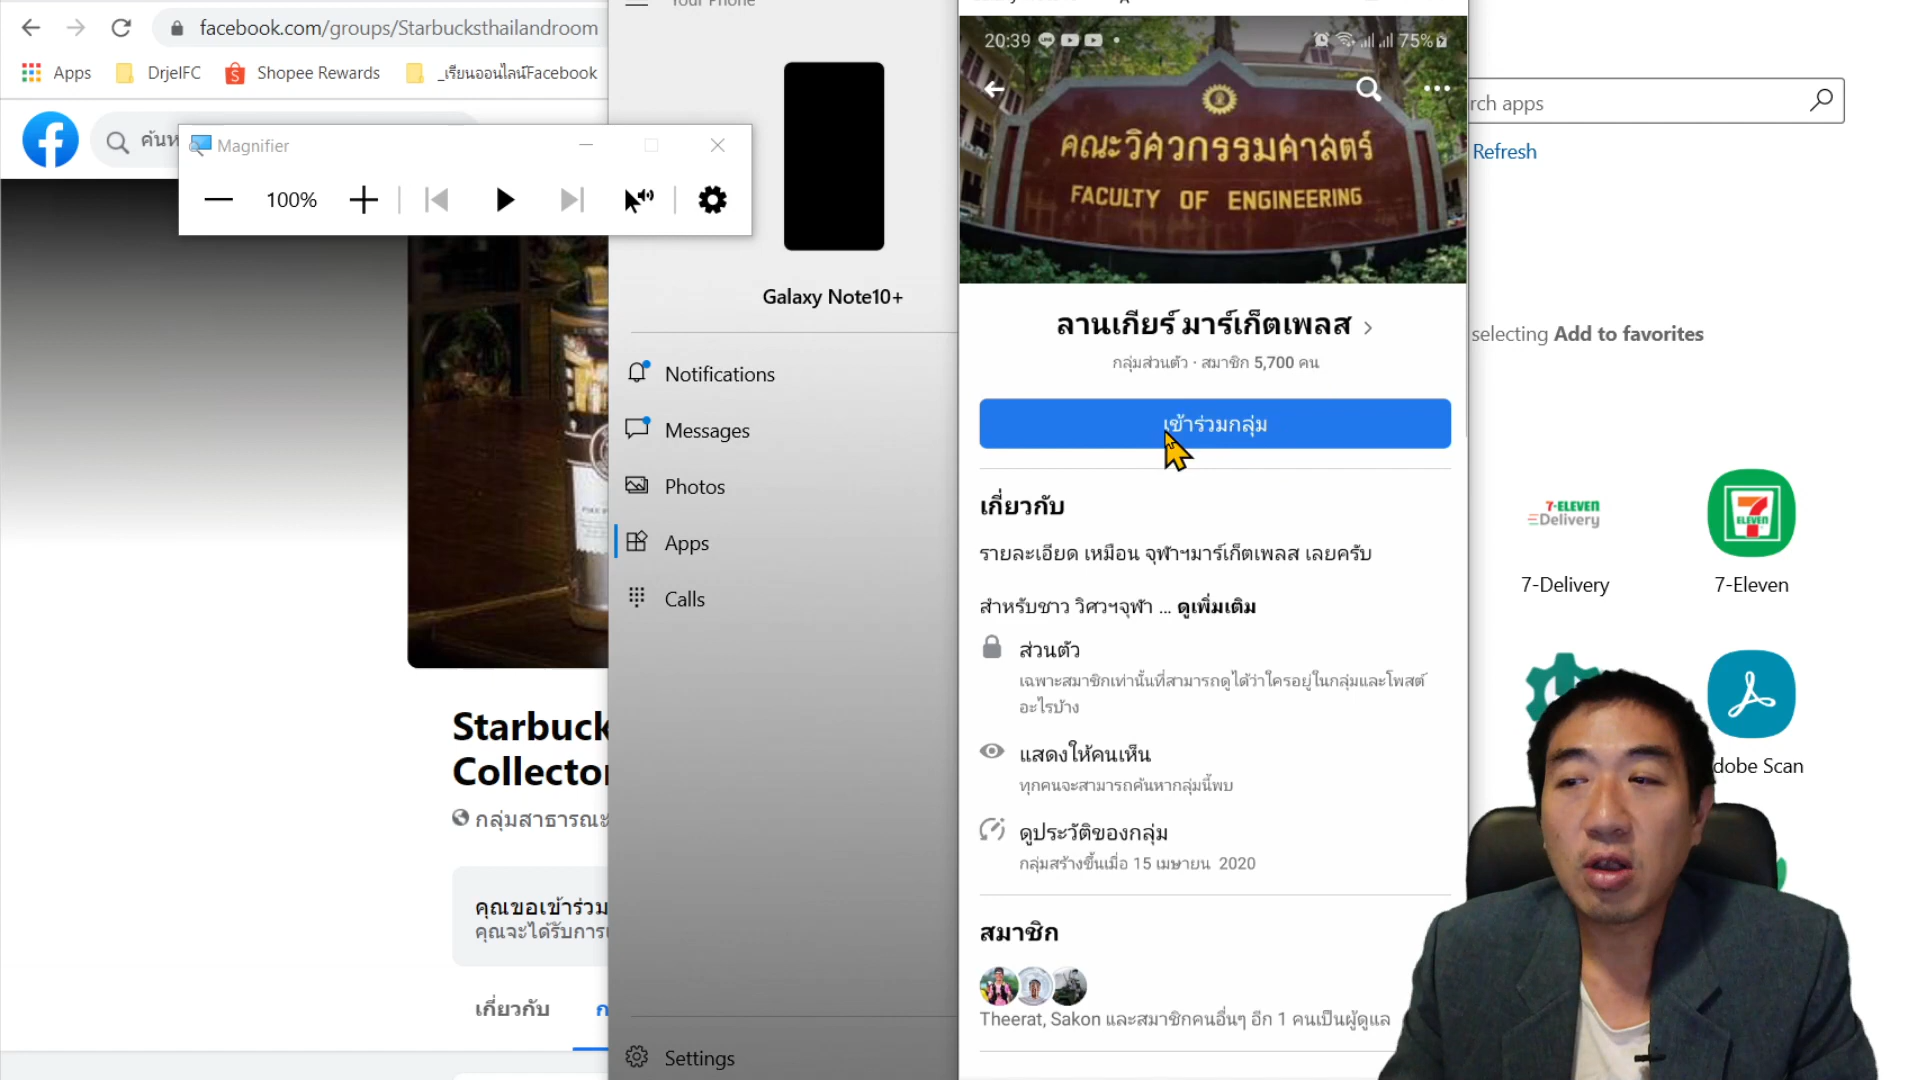 facebook.com/groups/Starbucksthailandroom
Apps
DrjelFC
Shopee Rewards
_เรียนออนไลน์Facebook
ค้นห
Magnifier
100%
Your Phone
Galaxy Note10+
Notifications
Messages
Photos
Apps
Calls
Settings
Starbuck
Collector
กลุ่มสาธารณะ
คุณขอเข้าร่วม
คุณจะได้รับการแ
เกี่ยวกับ
ก
20:39
75%
คณะวิศวกรรมศาสตร์
FACULTY OF ENGINEERING
ลานเกียร์ มาร์เก็ตเพลส
กลุ่มส่วนตัว · สมาชิก 5,700 คน
เข้าร่วมกลุ่ม
เกี่ยวกับ
รายละเอียด เหมือน จุฬาฯมาร์เก็ตเพลส เลยครับ
สำหรับชาว วิศวฯจุฬา ... ดูเพิ่มเติม
ส่วนตัว
เฉพาะสมาชิกเท่านั้นที่สามารถดูได้ว่าใครอยู่ในกลุ่มและโพสต์
อะไรบ้าง
แสดงให้คนเห็น
ทุกคนจะสามารถค้นหากลุ่มนี้พบ
ดูประวัติของกลุ่ม
กลุ่มสร้างขึ้นเมื่อ 15 เมษายน 2020
สมาชิก
Theerat, Sakon และสมาชิกคนอื่นๆ อีก 1 คนเป็นผู้ดูแล
rch apps
Refresh
selecting Add to favorites
7-ELEVEN
Delivery
7-Delivery
ELEVEN
7-Eleven
dobe Scan